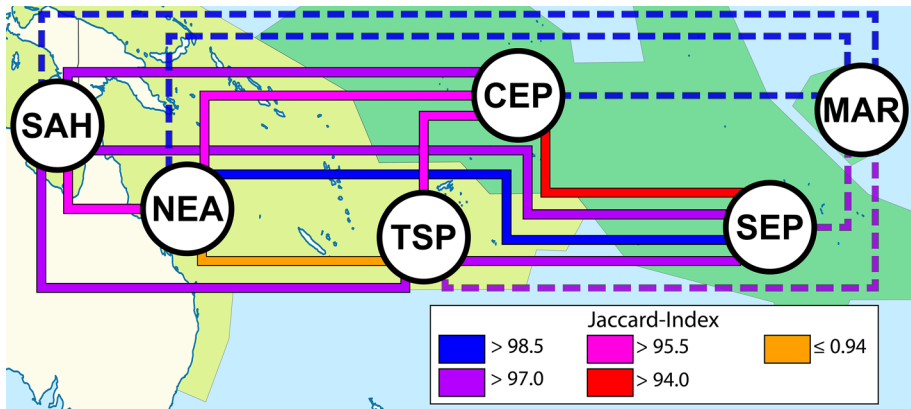 CEP
MAR
SAH
NEA
TSP
SEP
Jaccard-Index
> 98.5
> 95.5
≤ 0.94
> 97.0
> 94.0